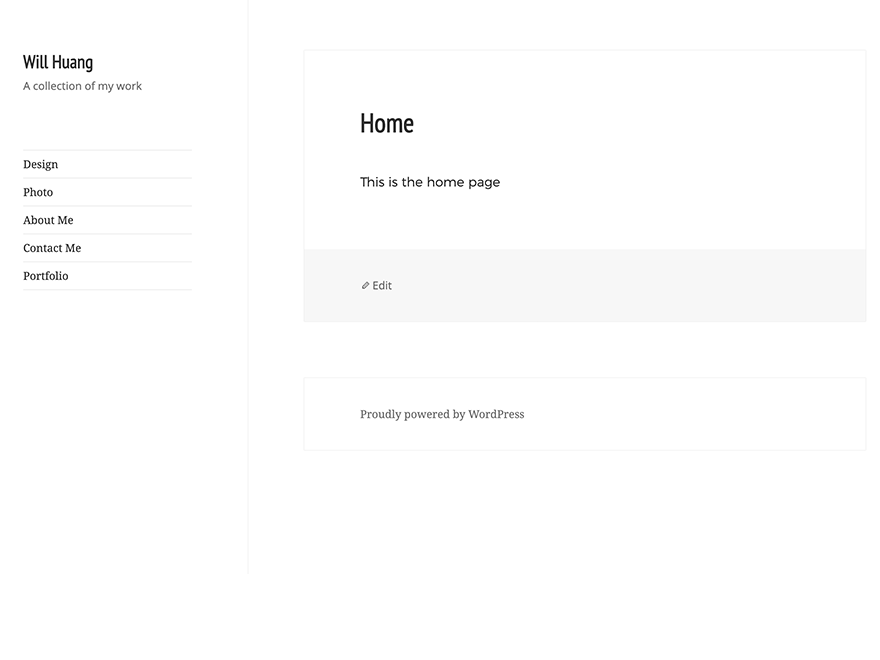 Will Huang
A collection of my work
Design
Photo
About Me
Contact Me
Portfolio
Home
This is the home page
Edit
Proudly powered by WordPress